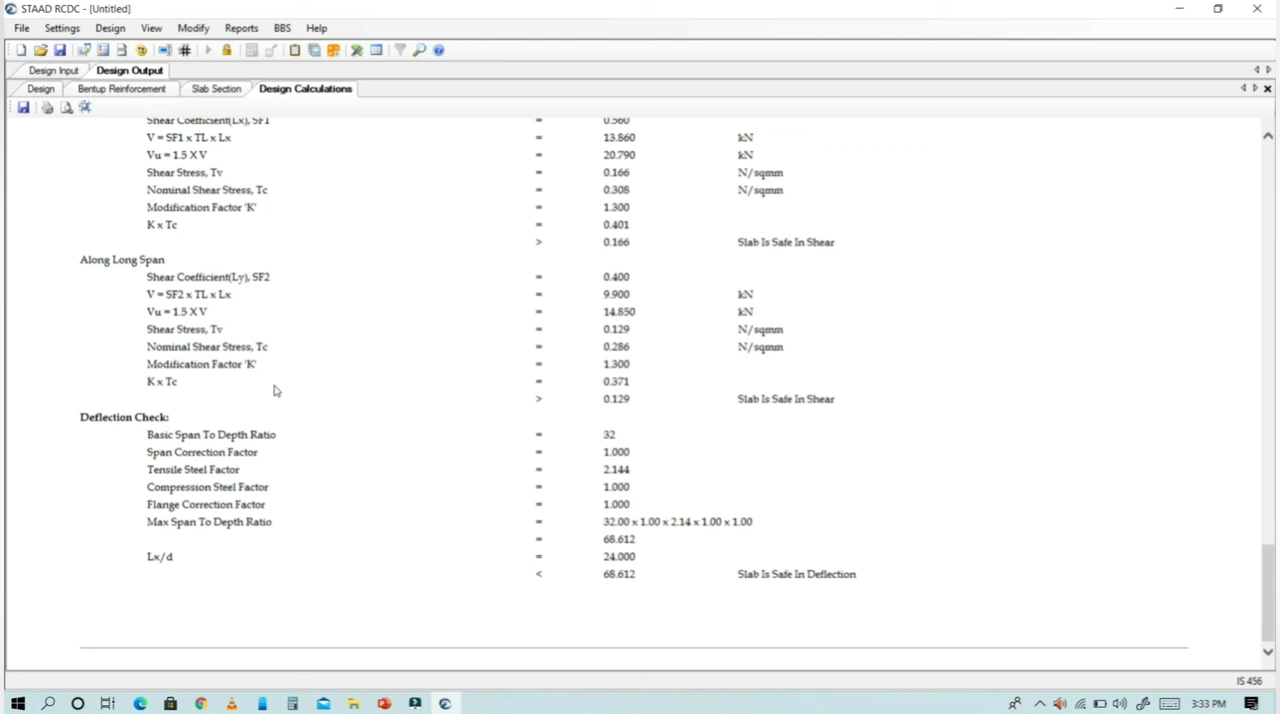 STAAD RCDC - [Untitled]
File Settings Design View Modify Reports BBS Help
Design Input Design Output
Design Bentup Reinforcement Slab Section Design Calculations
Shear Coefficient(Lx), SF1 = 0.560
V = SF1 x TL x Lx = 13.860 kN
Vu = 1.5 X V = 20.790 kN
Shear Stress, Tv = 0.166 N/sqmm
Nominal Shear Stress, Tc = 0.308 N/sqmm
Modification Factor 'K' = 1.300
K x Tc = 0.401
> 0.166 Slab Is Safe In Shear
Along Long Span
Shear Coefficient(Ly), SF2 = 0.400
V = SF2 x TL x Lx = 9.900 kN
Vu = 1.5 X V = 14.850 kN
Shear Stress, Tv = 0.129 N/sqmm
Nominal Shear Stress, Tc = 0.286 N/sqmm
Modification Factor 'K' = 1.300
K x Tc = 0.371
> 0.129 Slab Is Safe In Shear
Deflection Check:
Basic Span To Depth Ratio = 32
Span Correction Factor = 1.000
Tensile Steel Factor = 2.144
Compression Steel Factor = 1.000
Flange Correction Factor = 1.000
Max Span To Depth Ratio = 32.00 x 1.00 x 2.14 x 1.00 x 1.00
= 68.612
Lx/d = 24.000
< 68.612 Slab Is Safe In Deflection
IS 456
3:33 PM